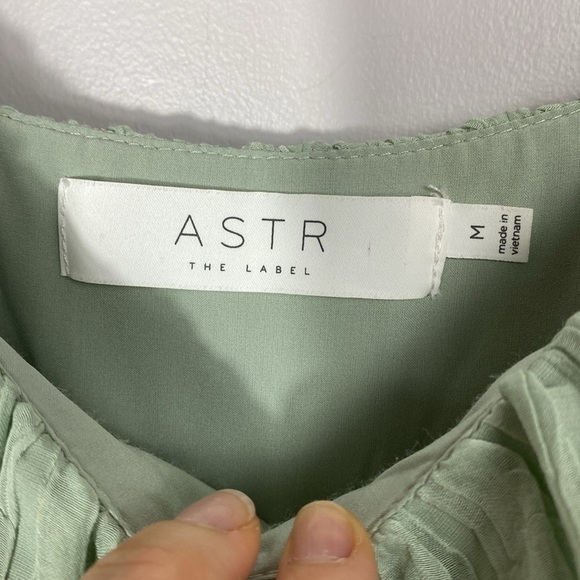 ASTR
THE LABEL
M
made in
vietnam